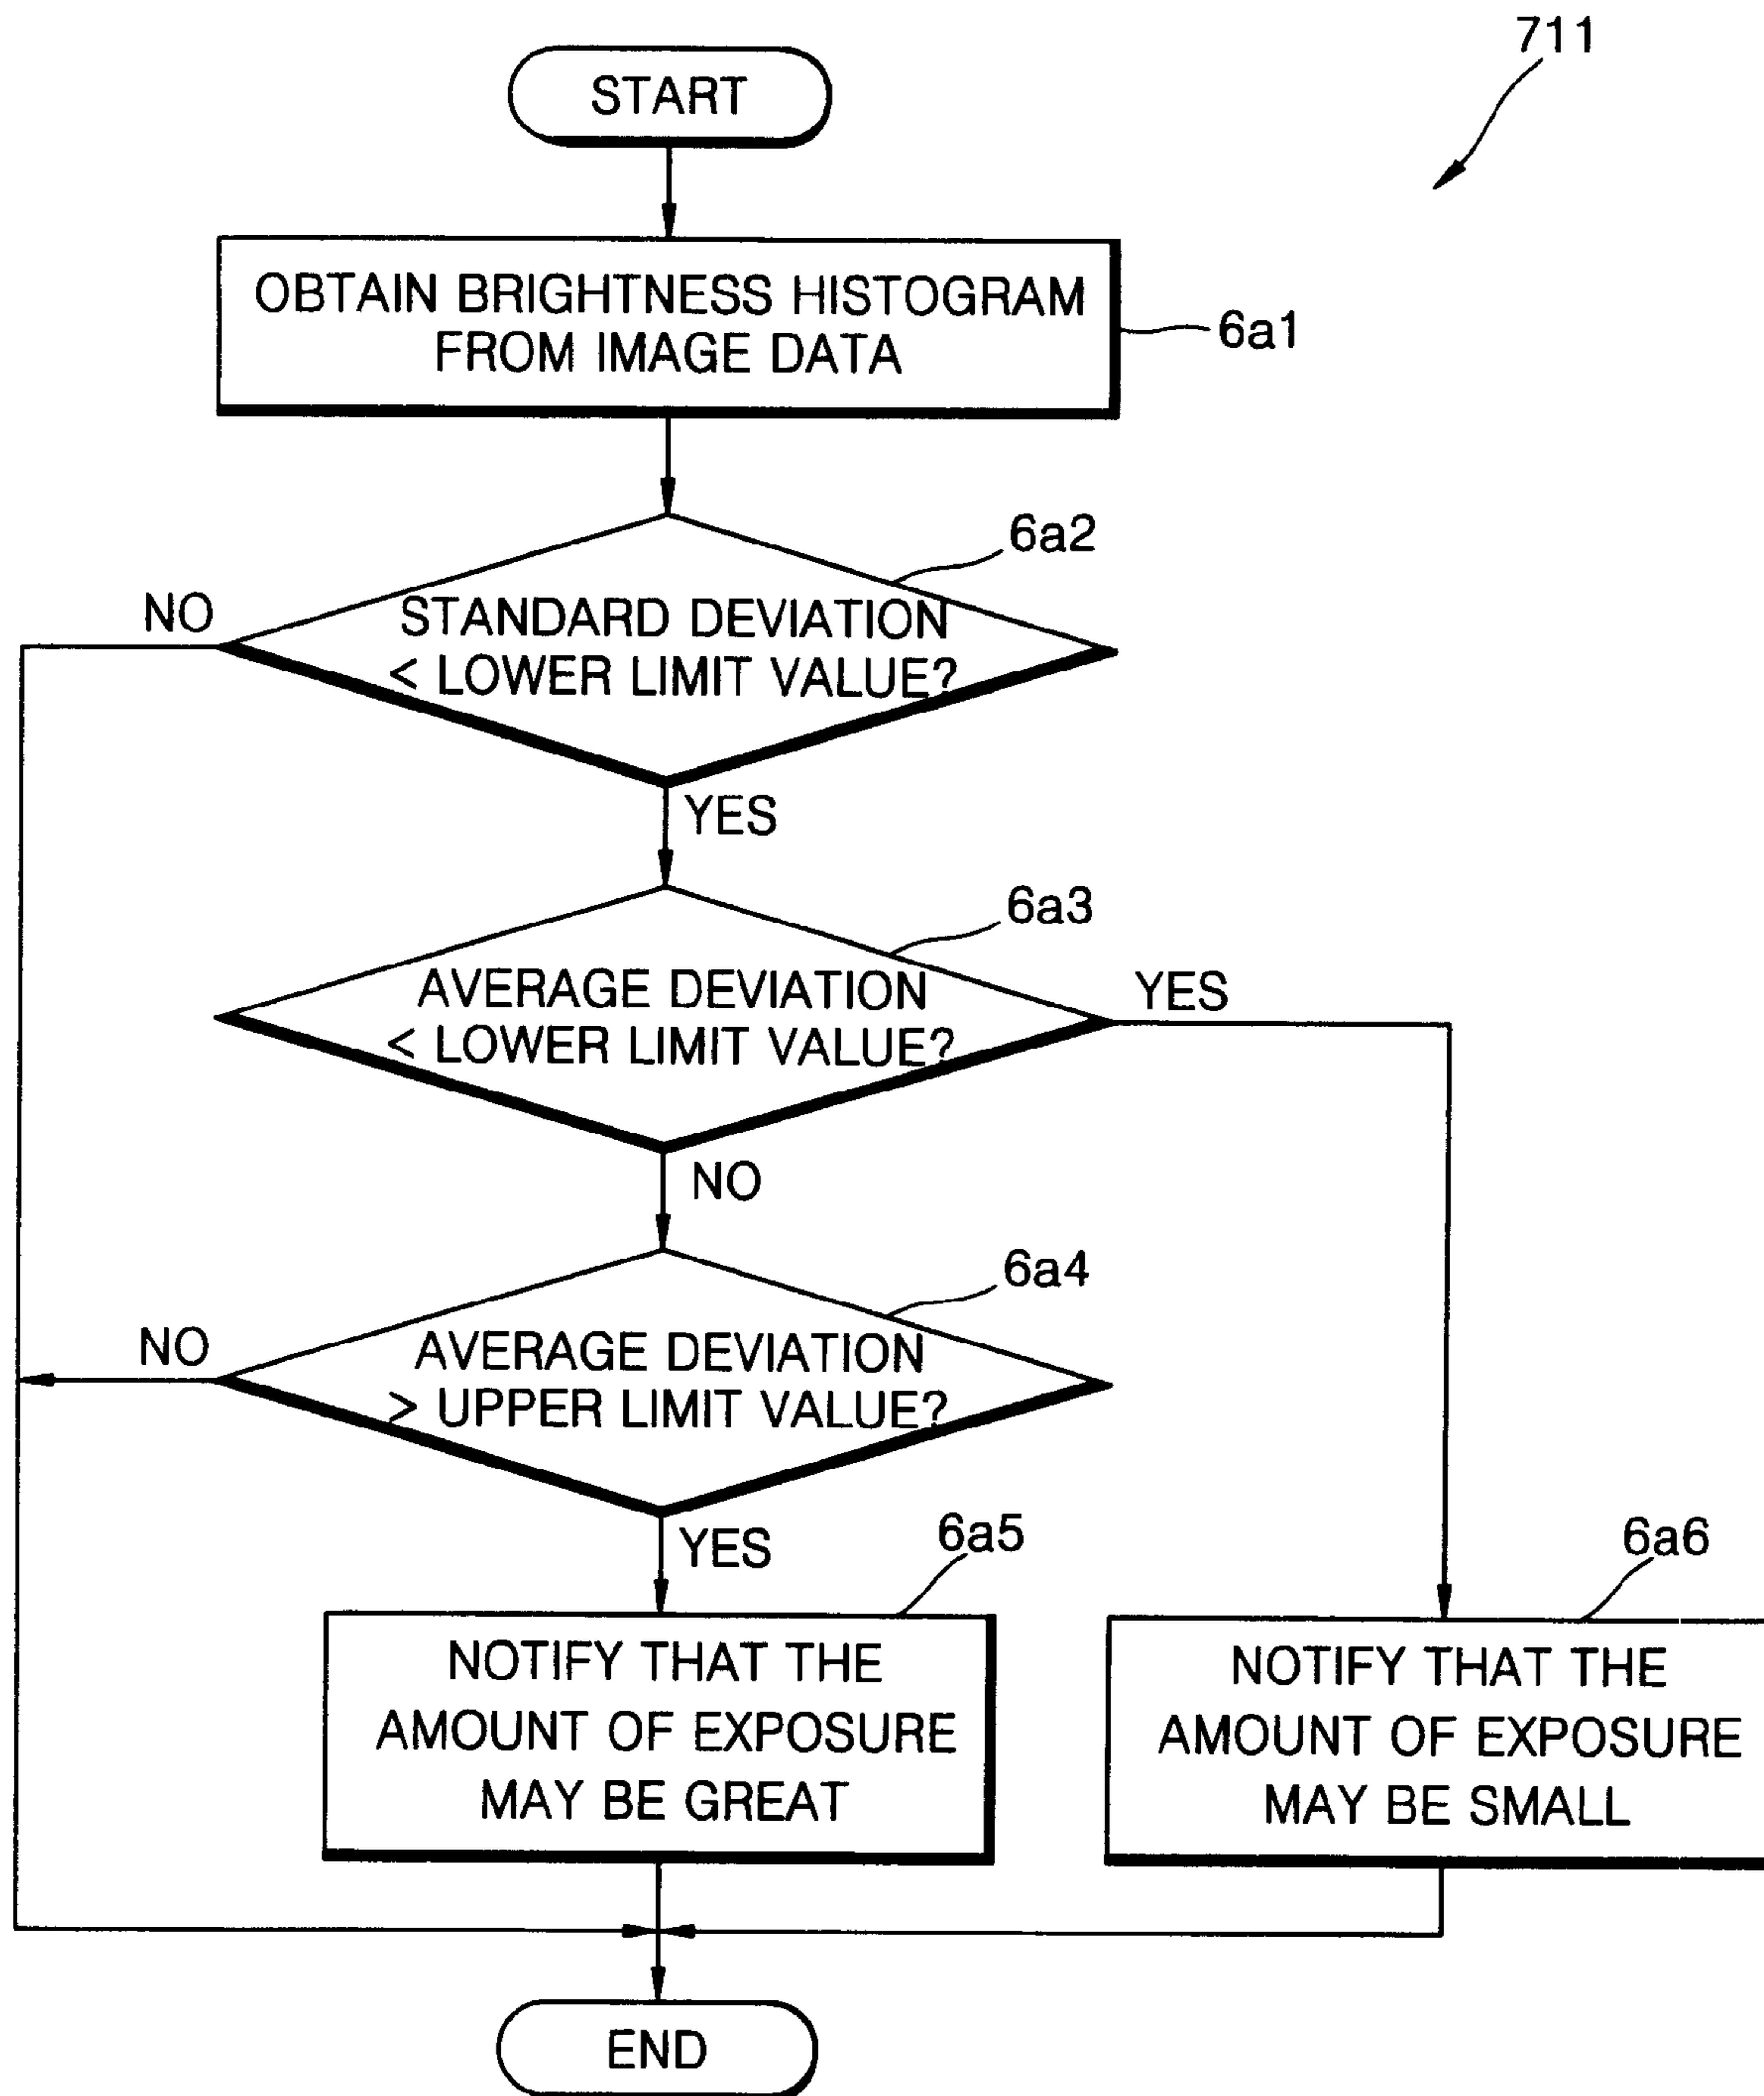 711
START
OBTAIN BRIGHTNESS HISTOGRAM
FROM IMAGE DATA
6a1
6a2
NO
STANDARD DEVIATION
< LOWER LIMIT VALUE?
YES
6a3
AVERAGE DEVIATION
< LOWER LIMIT VALUE?
YES
NO
6a4
NO
AVERAGE DEVIATION
> UPPER LIMIT VALUE?
YES
6a5
NOTIFY THAT THE
AMOUNT OF EXPOSURE
MAY BE GREAT
6a6
NOTIFY THAT THE
AMOUNT OF EXPOSURE
MAY BE SMALL
END